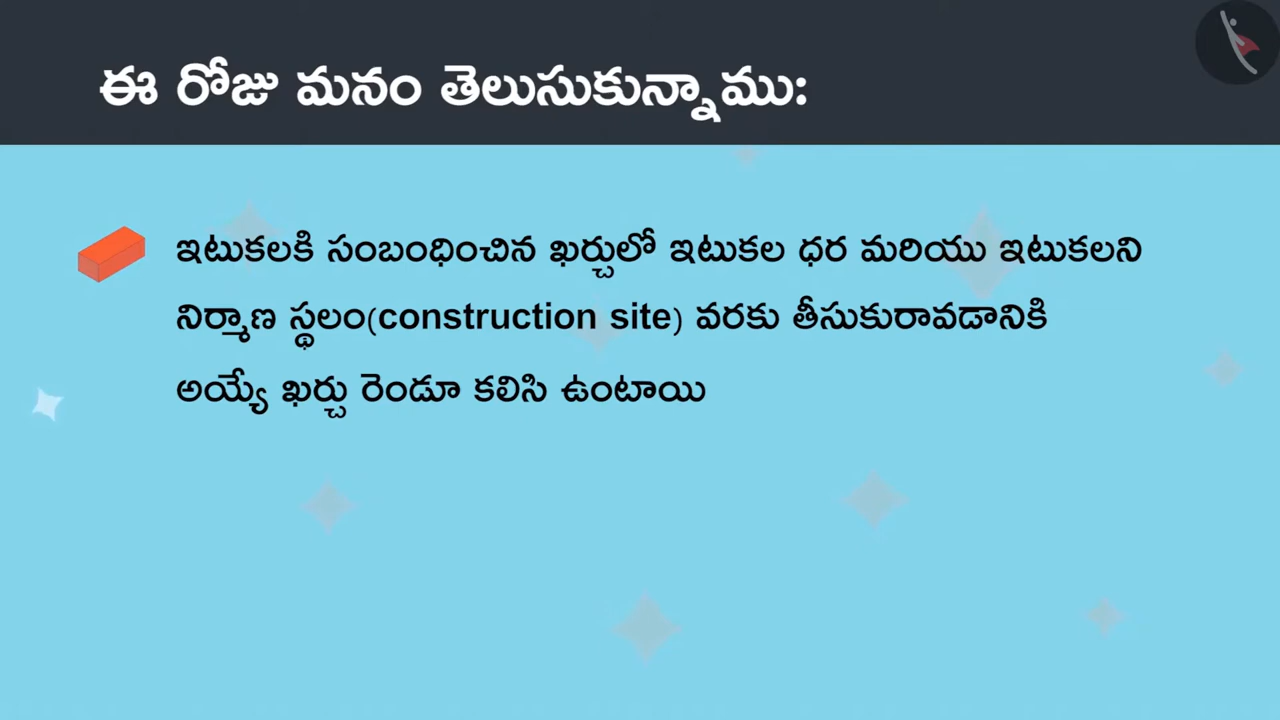 ఈ రోజు మనం తెలుసుకున్నాము:
ఇటుకలకి సంబంధించిన ఖర్చులో ఇటుకల ధర మరియు ఇటుకలని
నిర్మాణ స్థలం(construction site) వరకు తీసుకురావడానికి
అయ్యే ఖర్చు రెండూ కలిసి ఉంటాయి